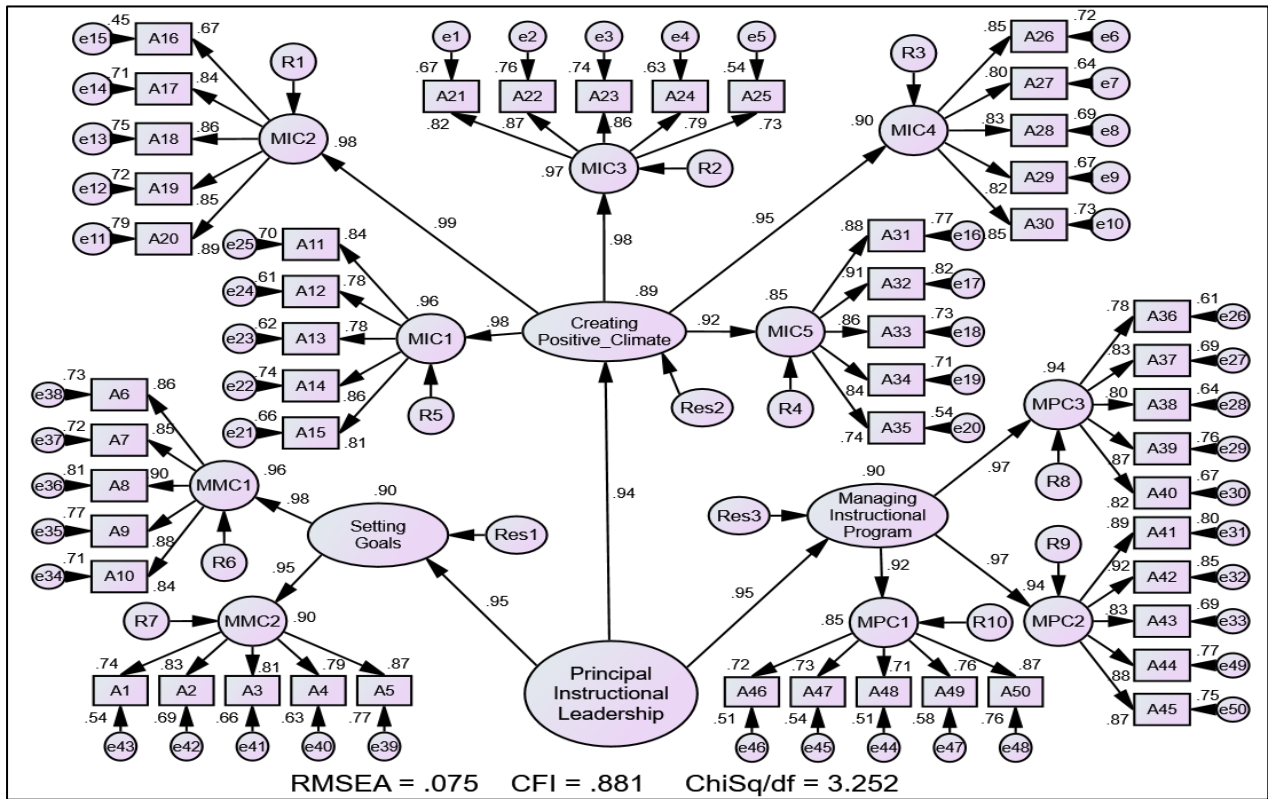 e15 .45 A16 .67
e14 .71 A17 .84
e13 .75 A18 .86
e12 .72 A19 .85
e11 .79 A20 .89
R1
MIC2 .98
e1 e2 e3 e4 e5
.67 .76 .74 .63 .54
A21 A22 A23 A24 A25
.82 .87 .86 .79 .73
.97 MIC3 R2
R3
.90 MIC4
.85 A26 .72 e6
.80 A27 .64 e7
.83 A28 .69 e8
.82 A29 .67 e9
.85 A30 .73 e10
.99 .98 .95
e25 .70 A11 .84
e24 .61 A12 .78
e23 .62 A13 .78
e22 .74 A14 .86
e21 .66 A15 .81
.96
MIC1 .98
R5
.89
Creating
Positive_Climate
Res2
.92
.85
MIC5
R4
.88 A31 .77 e16
.91 A32 .82 e17
.86 A33 .73 e18
.84 A34 .71 e19
.74 A35 .54 e20
e38 .73 A6 .86
e37 .72 A7 .85
e36 .81 A8 .90
e35 .77 A9 .88
e34 .71 A10 .84
MMC1 .96
.98
R6
.90
Setting
Goals
Res1
.95
R7 MMC2 .90
.74 .83 .81 .79 .87
A1 A2 A3 A4 A5
.54 .69 .66 .63 .77
e43 e42 e41 e40 e39
.95 .94 .95
Principal
Instructional
Leadership
Res3
.90
Managing
Instructional
Program
.97
.94
MPC3
R8
.78 A36 .61 e26
.83 A37 .69 e27
.80 A38 .64 e28
.87 A39 .76 e29
.82 A40 .67 e30
.97
R9
.94 MPC2
.89 A41 .80 e31
.92 A42 .85 e32
.83 A43 .69 e33
.88 A44 .77 e49
.87 A45 .75 e50
.92
.85 MPC1 R10
.72 .73 .71 .76 .87
A46 A47 A48 A49 A50
.51 .54 .51 .58 .76
e46 e45 e44 e47 e48
RMSEA = .075 CFI = .881 ChiSq/df = 3.252